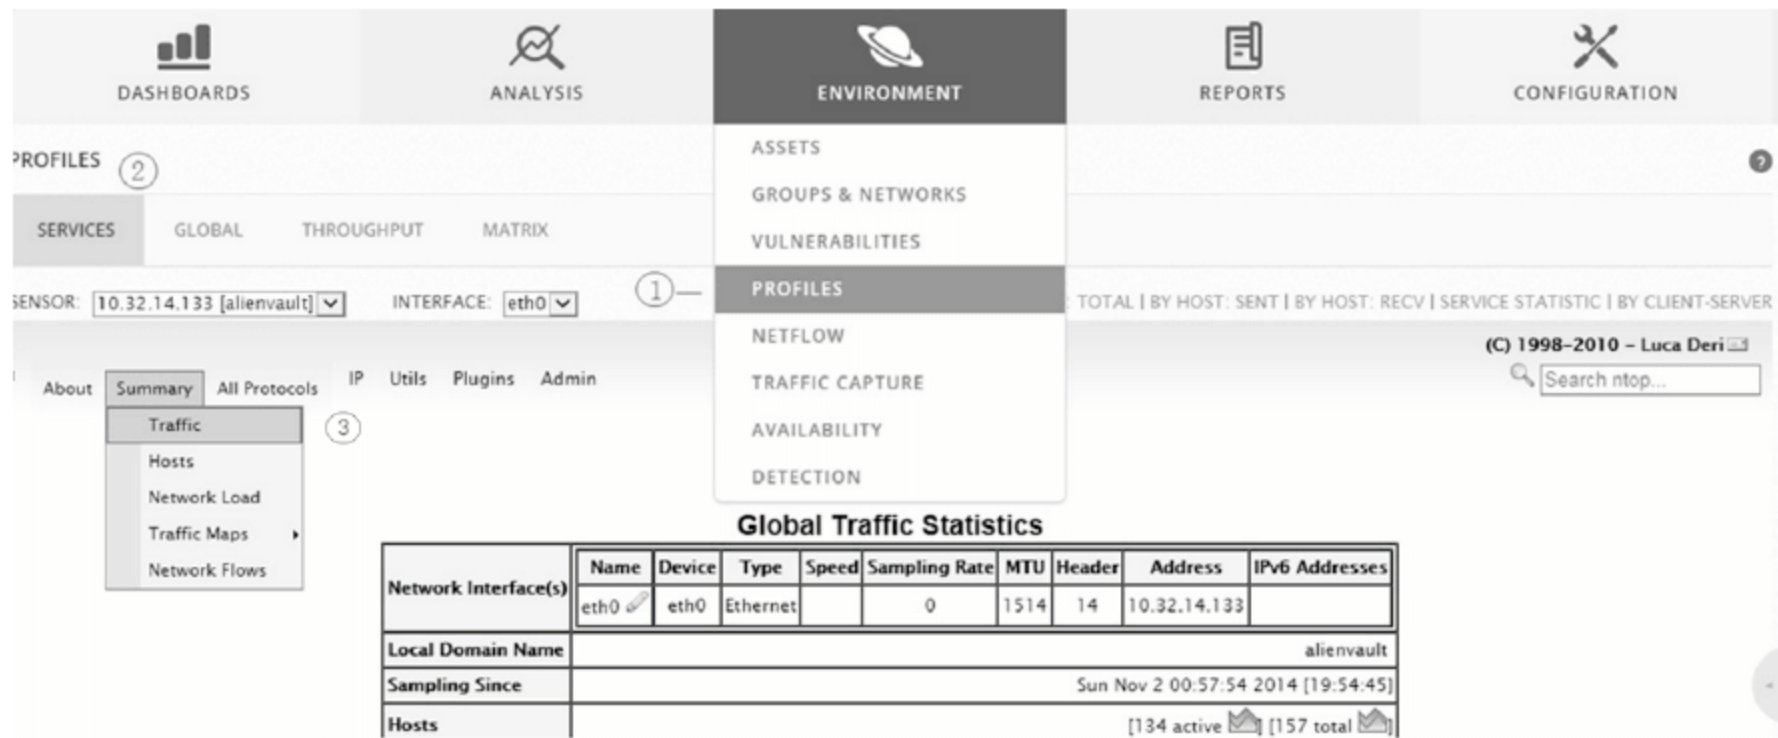 DASHBOARDS ANALYSIS ENVIRONMENT REPORTS CONFIGURATION
PROFILES ② ?
SERVICES GLOBAL THROUGHPUT MATRIX
ASSETS
GROUPS & NETWORKS
VULNERABILITIES
PROFILES
NETFLOW
TRAFFIC CAPTURE
AVAILABILITY
DETECTION
SENSOR: 10.32.14.133 [alienvault] INTERFACE: eth0 ①
: TOTAL | BY HOST: SENT | BY HOST: RECV | SERVICE STATISTIC | BY CLIENT-SERVER
(C) 1998-2010 - Luca Deri
About Summary All Protocols IP Utils Plugins Admin
Search ntop...
Traffic ③
Hosts
Network Load
Traffic Maps
Network Flows
Global Traffic Statistics
Network Interface(s)
Name Device Type Speed Sampling Rate MTU Header Address IPv6 Addresses
eth0 eth0 Ethernet 0 1514 14 10.32.14.133
Local Domain Name alienvault
Sampling Since Sun Nov 2 00:57:54 2014 [19:54:45]
Hosts [134 active ] [157 total ]